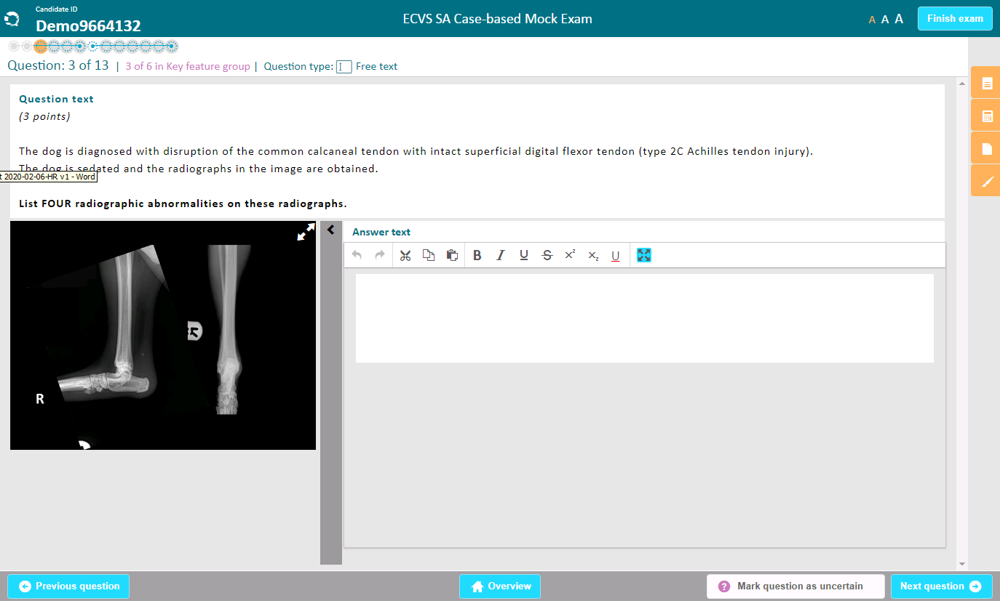 Candidate ID
Demo9664132
ECVS SA Case-based Mock Exam
A A A
Finish exam
Question: 3 of 13 | 3 of 6 in Key feature group | Question type: Free text
Question text
(3 points)
The dog is diagnosed with disruption of the common calcaneal tendon with intact superficial digital flexor tendon (type 2C Achilles tendon injury).
The dog is sedated and the radiographs in the image are obtained.
t 2020-02-06-HR v1 - Word
List FOUR radiographic abnormalities on these radiographs.
Answer text
B I U S x² x₂ U
R
R
Previous question
Overview
? Mark question as uncertain
Next question